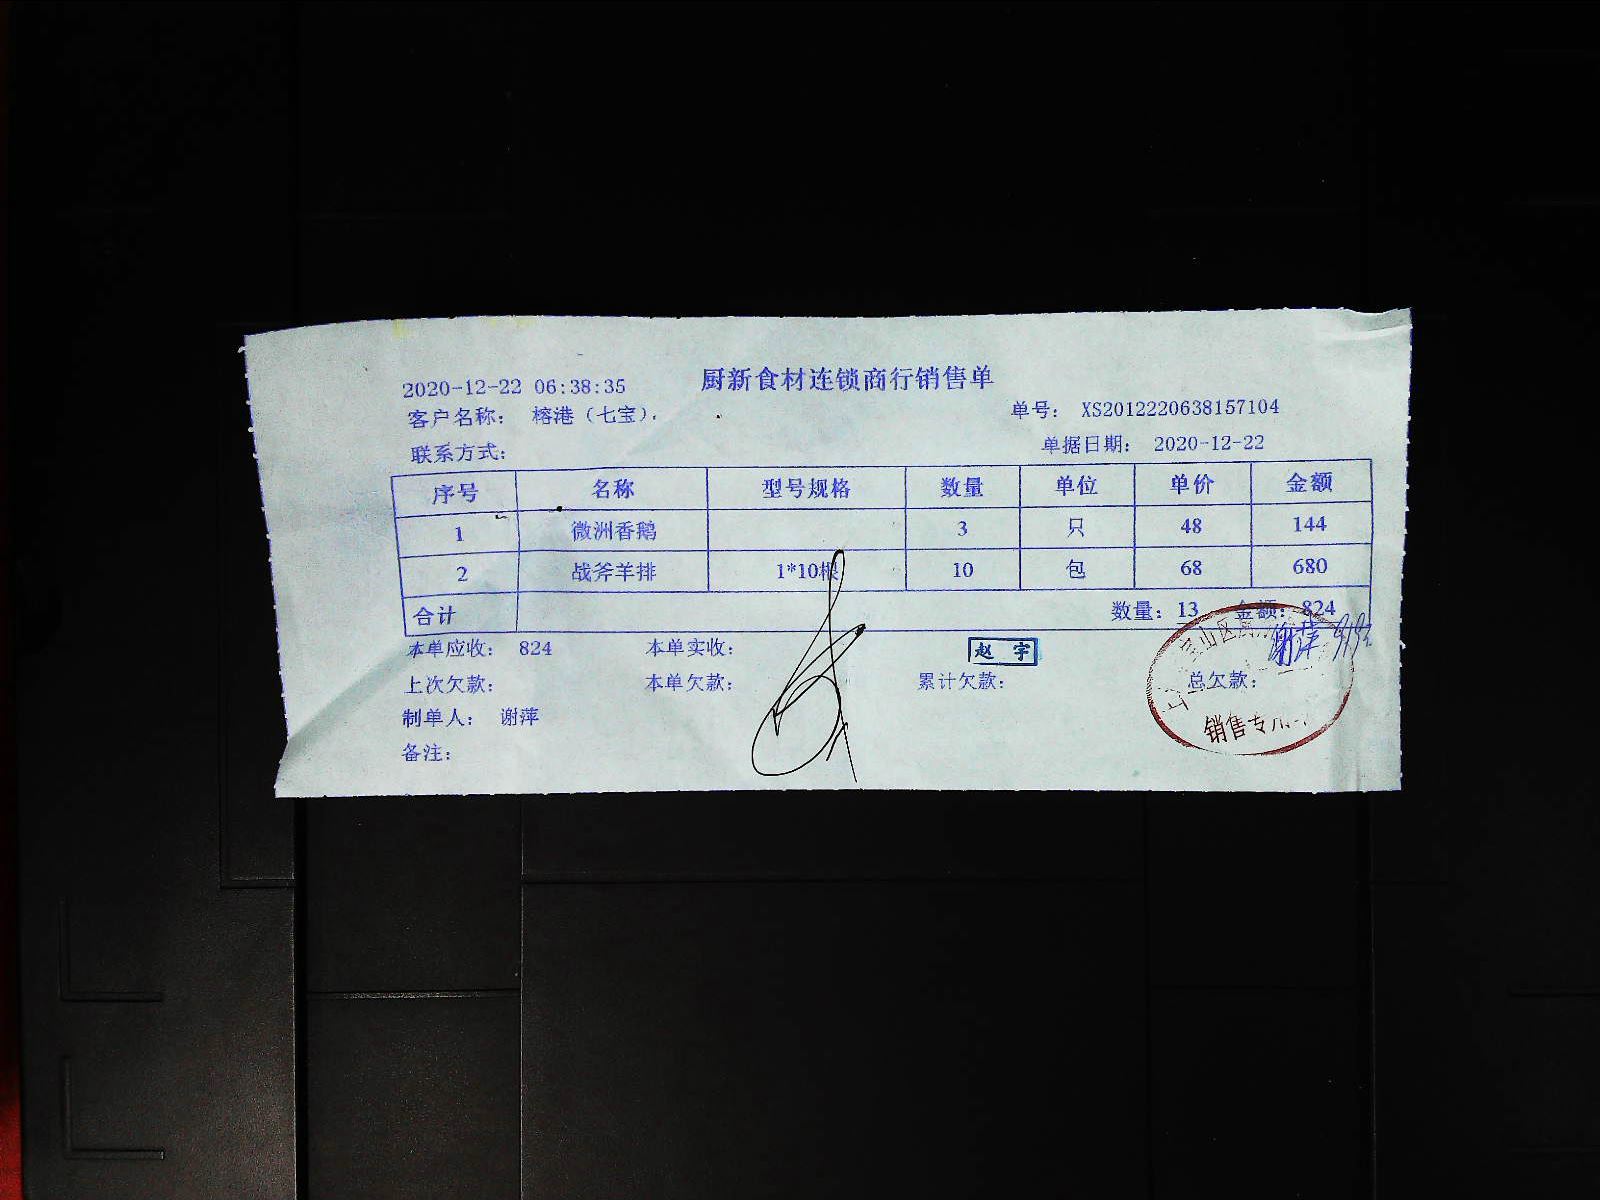 厨新食材连锁商行销售单
2020-12-22 06:38:35
客户名称： 榕港（七宝）. 单号： XS2012220638157104
联系方式： 单据日期： 2020-12-22
序号 名称 型号规格 数量 单位 单价 金额
1 微洲香鹅 3 只 48 144
2 战斧羊排 1*10根 10 包 68 680
合计 数量：13 金额：824
本单应收： 824 本单实收： 赵宇
上次欠款： 本单欠款： 累计欠款： 总欠款：
制单人： 谢萍
备注：
销售专